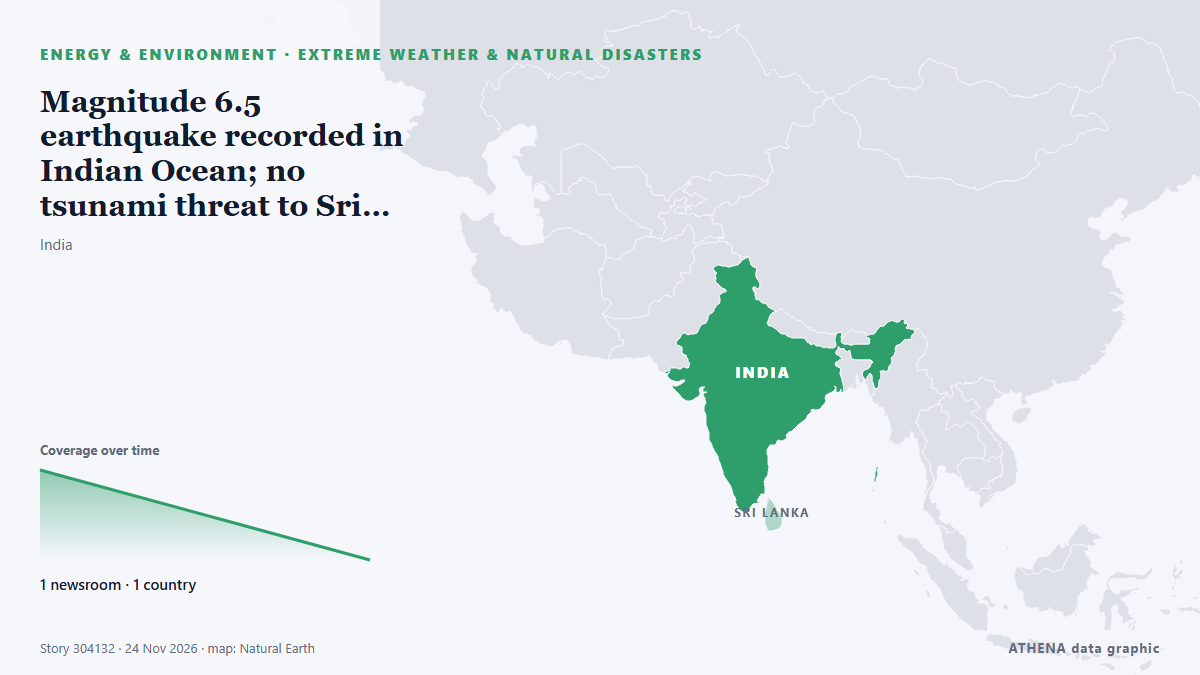 ENERGY & ENVIRONMENT · EXTREME WEATHER & NATURAL DISASTERS
Magnitude 6.5
earthquake recorded in
Indian Ocean; no
tsunami threat to Sri...
India
INDIA
SRI LANKA
Coverage over time
1 newsroom · 1 country
Story 304132 · 24 Nov 2026 · map: Natural Earth
ATHENA data graphic